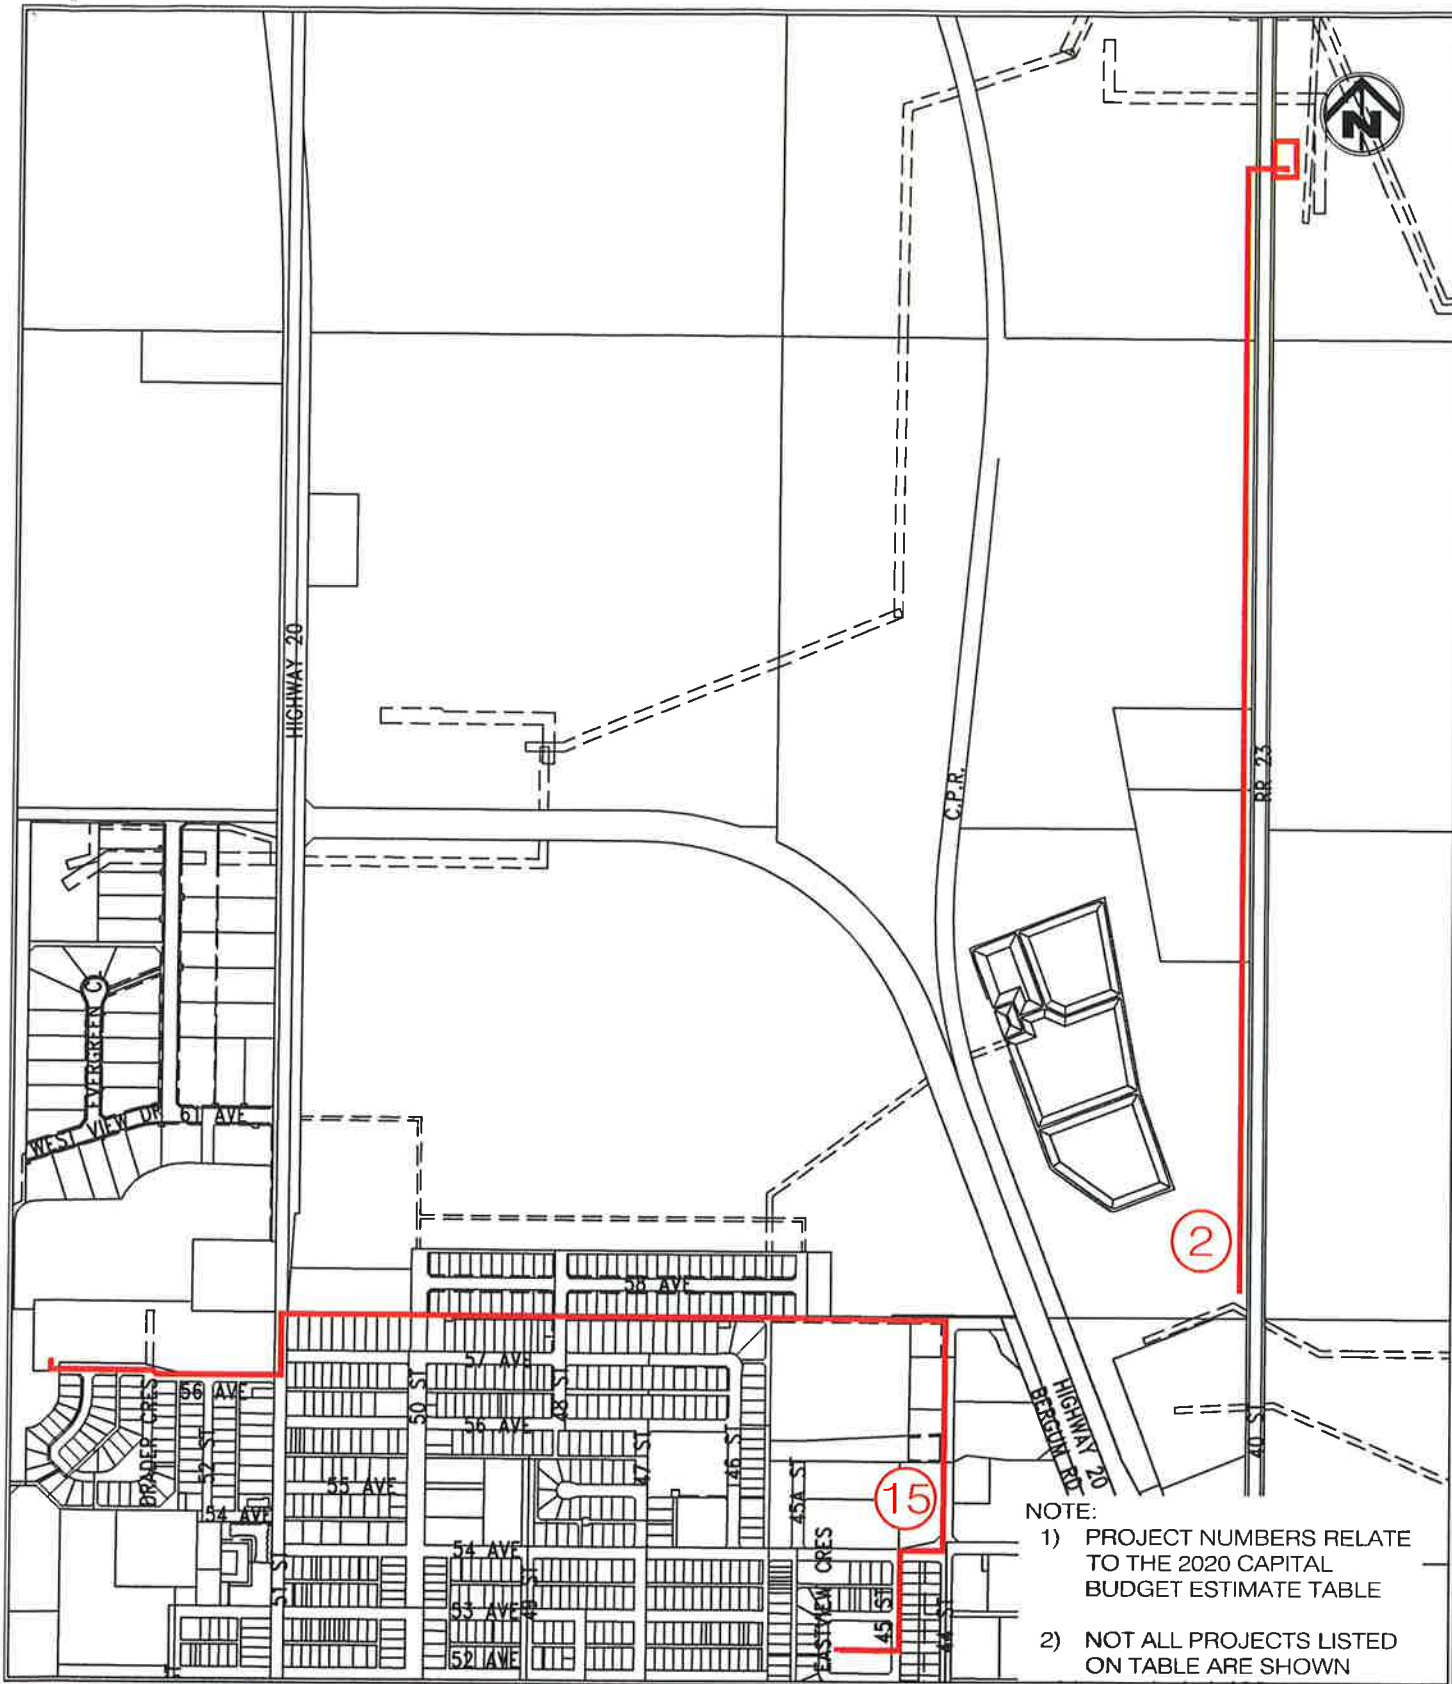 N
HIGHWAY 20
C.P.R.
RR 23
EVERGREEN C
WEST VIEW DR
61 AVE
2
58 AVE
57 AVE
56 AVE
50 ST
48 ST
56 AVE
DRADER CRES
52 ST
47 ST
46 ST
HIGHWAY 20
BERGUM RD
40 ST
55 AVE
45A ST
15
54 AVE
54 AVE
51 ST
49 ST
53 AVE
EASTVIEW CRES
45 ST
44 ST
52 AVE
NOTE:
1) PROJECT NUMBERS RELATE
TO THE 2020 CAPITAL
BUDGET ESTIMATE TABLE
2) NOT ALL PROJECTS LISTED
ON TABLE ARE SHOWN